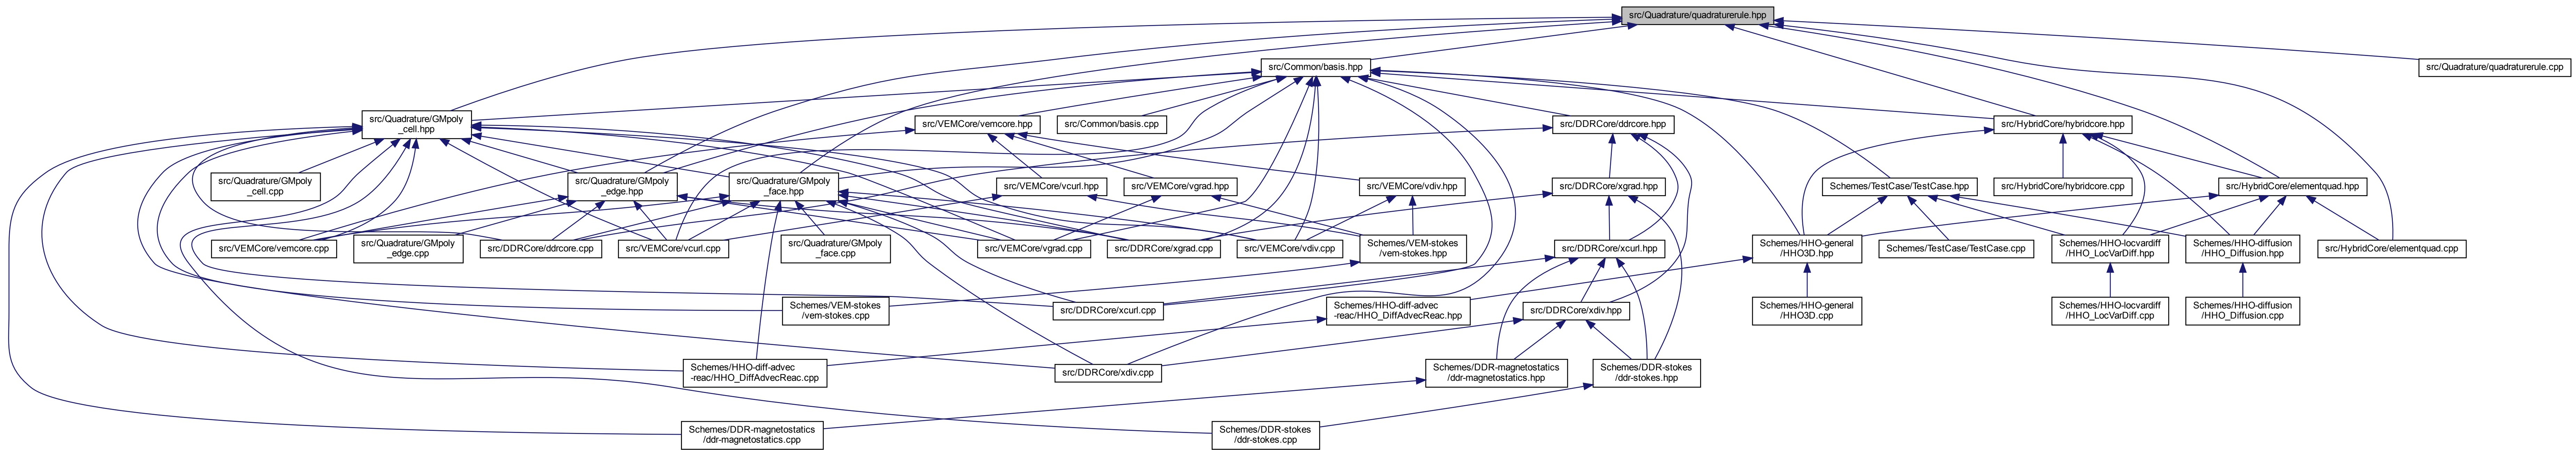 src/Quadrature/quadraturerule.hpp
src/Common/basis.hpp
src/Quadrature/quadraturerule.cpp
src/Quadrature/GMpoly
_cell.hpp
src/VEMCore/vemcore.hpp
src/Common/basis.cpp
src/DDRCore/ddrcore.hpp
src/HybridCore/hybridcore.hpp
src/Quadrature/GMpoly
_cell.cpp
src/Quadrature/GMpoly
_edge.hpp
src/Quadrature/GMpoly
_face.hpp
src/VEMCore/vcurl.hpp
src/VEMCore/vgrad.hpp
src/VEMCore/vdiv.hpp
src/DDRCore/xgrad.hpp
Schemes/TestCase/TestCase.hpp
src/HybridCore/hybridcore.cpp
src/HybridCore/elementquad.hpp
src/VEMCore/vemcore.cpp
src/Quadrature/GMpoly
_edge.cpp
src/DDRCore/ddrcore.cpp
src/VEMCore/vcurl.cpp
src/Quadrature/GMpoly
_face.cpp
src/VEMCore/vgrad.cpp
src/DDRCore/xgrad.cpp
src/VEMCore/vdiv.cpp
Schemes/VEM-stokes
/vem-stokes.hpp
src/DDRCore/xcurl.hpp
Schemes/HHO-general
/HHO3D.hpp
Schemes/TestCase/TestCase.cpp
Schemes/HHO-locvardiff
/HHO_LocVarDiff.hpp
Schemes/HHO-diffusion
/HHO_Diffusion.hpp
src/HybridCore/elementquad.cpp
Schemes/VEM-stokes
/vem-stokes.cpp
src/DDRCore/xcurl.cpp
Schemes/HHO-diff-advec
-reac/HHO_DiffAdvecReac.hpp
src/DDRCore/xdiv.hpp
Schemes/HHO-general
/HHO3D.cpp
Schemes/HHO-locvardiff
/HHO_LocVarDiff.cpp
Schemes/HHO-diffusion
/HHO_Diffusion.cpp
Schemes/HHO-diff-advec
-reac/HHO_DiffAdvecReac.cpp
src/DDRCore/xdiv.cpp
Schemes/DDR-magnetostatics
/ddr-magnetostatics.hpp
Schemes/DDR-stokes
/ddr-stokes.hpp
Schemes/DDR-magnetostatics
/ddr-magnetostatics.cpp
Schemes/DDR-stokes
/ddr-stokes.cpp